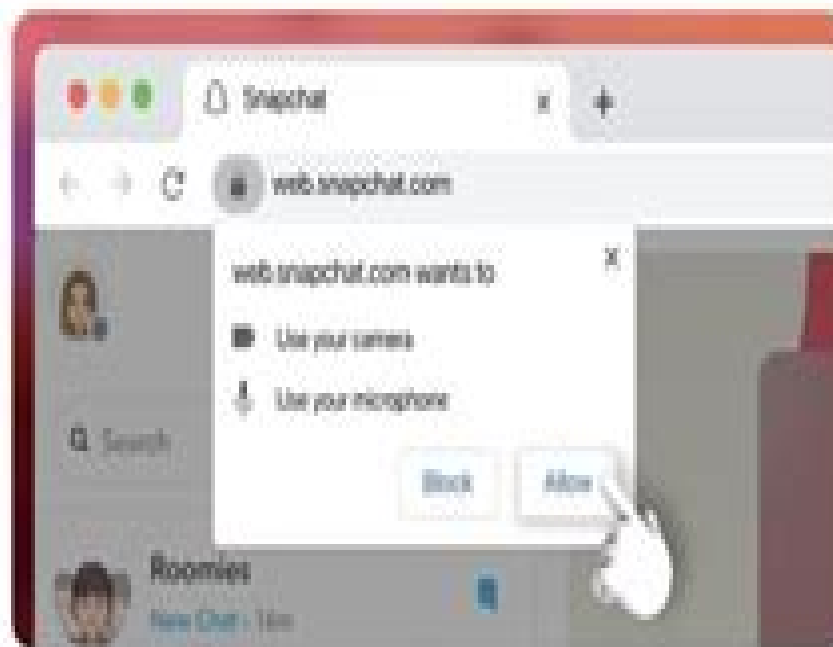 Snapchat x +
web.snapchat.com
web.snapchat.com wants to X
Use your camera
Use your microphone
Search
Block Allow
Roomies
New Chat · 16m